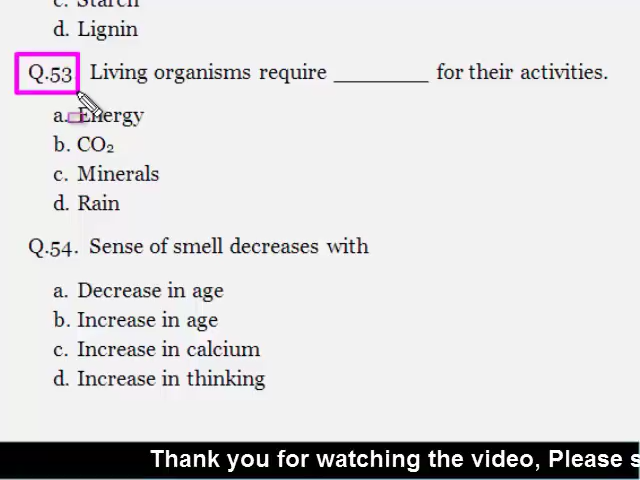 c. Starch
d. Lignin
Q.53 Living organisms require ________ for their activities.
a. Energy
b. CO₂
c. Minerals
d. Rain
Q.54. Sense of smell decreases with
a. Decrease in age
b. Increase in age
c. Increase in calcium
d. Increase in thinking
Thank you for watching the video, Please s